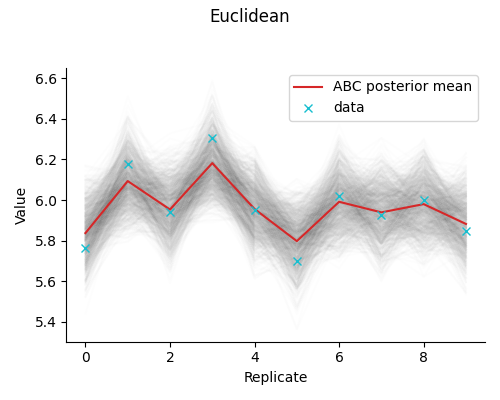 Euclidean
ABC posterior mean
data
Value
6.6
6.4
6.2
6.0
5.8
5.6
5.4
0 2 4 6 8
Replicate